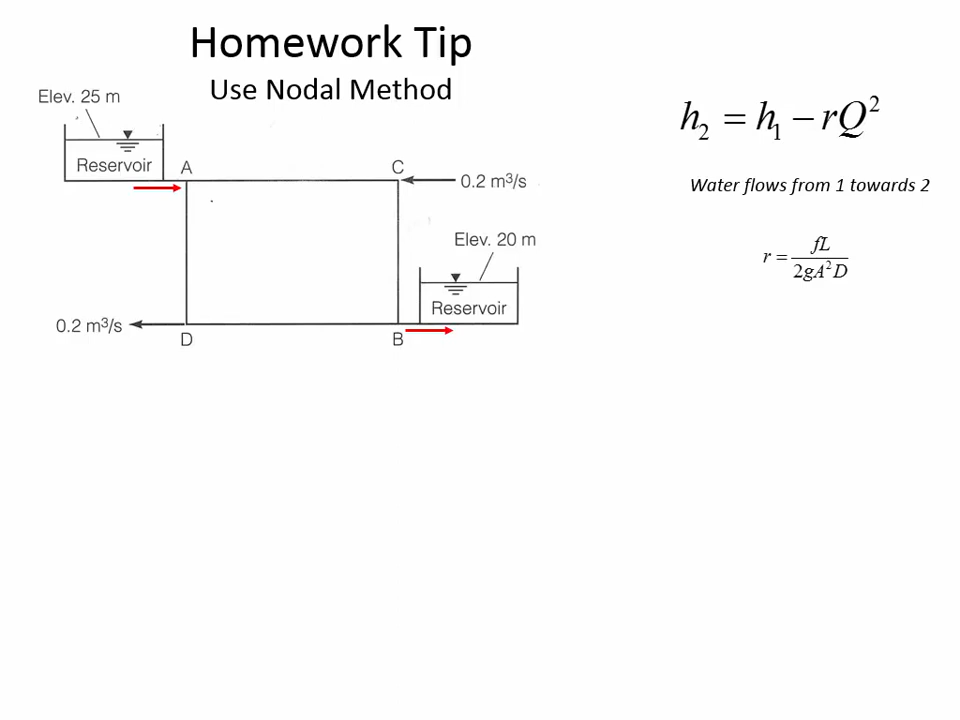 Homework Tip
Use Nodal Method
Elev. 25 m
Reservoir
A
C
0.2 m³/s
Elev. 20 m
Reservoir
0.2 m³/s
D
B
h₂ = h₁ − rQ²
Water flows from 1 towards 2
r = fL / 2gA²D